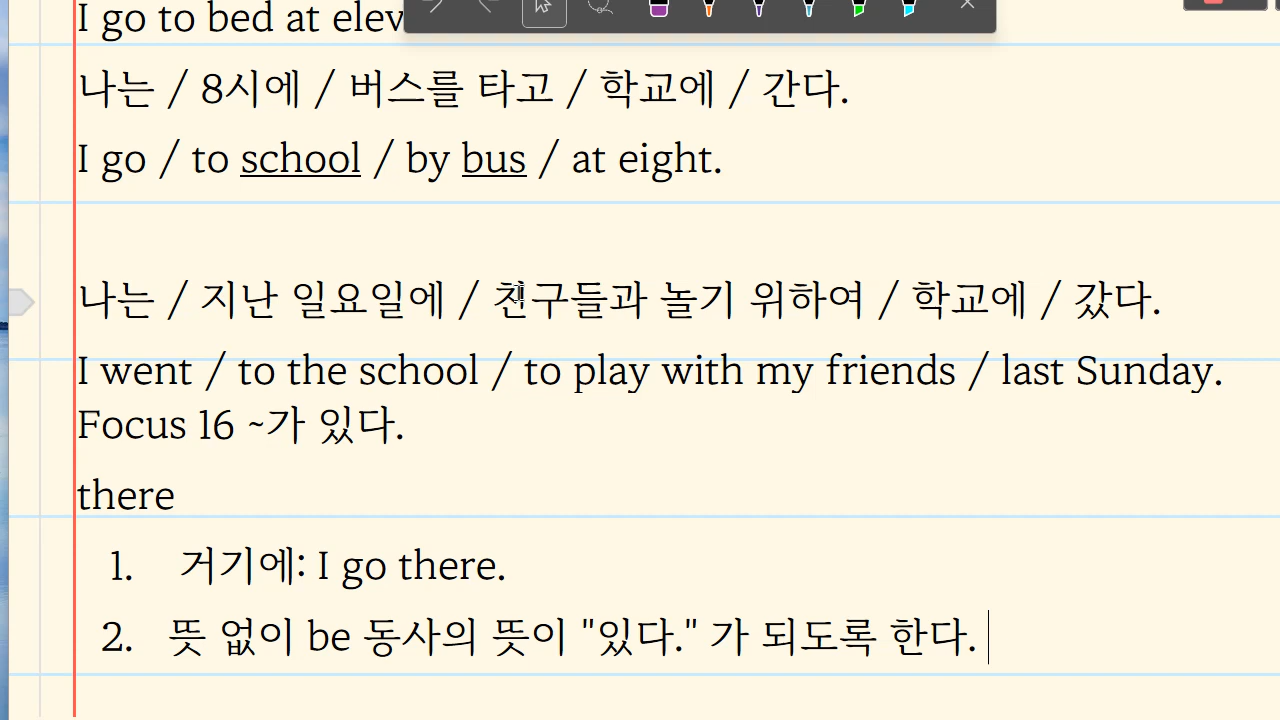 I go to bed at elev
나는 / 8시에 / 버스를 타고 / 학교에 / 간다.
I go / to school / by bus / at eight.
나는 / 지난 일요일에 / 친구들과 놀기 위하여 / 학교에 / 갔다.
I went / to the school / to play with my friends / last Sunday.
Focus 16 ~가 있다.
there
1. 거기에: I go there.
2. 뜻 없이 be 동사의 뜻이 "있다." 가 되도록 한다.